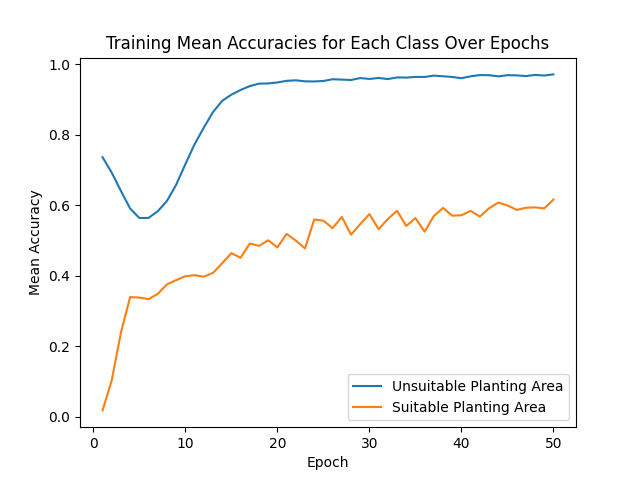 Training Mean Accuracies for Each Class Over Epochs
1.0
0.8
0.6
0.4
0.2
0.0
Mean Accuracy
Unsuitable Planting Area
Suitable Planting Area
0 10 20 30 40 50
Epoch